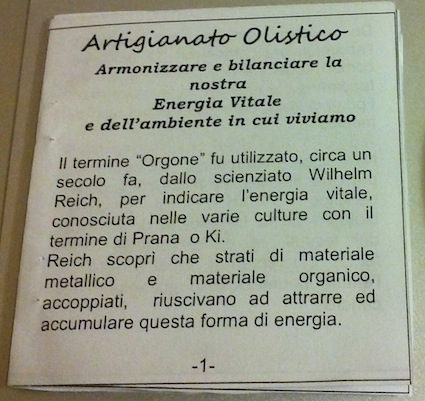 Artigianato Olistico
Armonizzare e bilanciare la
nostra
Energia Vitale
e dell'ambiente in cui viviamo
Il termine "Orgone" fu utilizzato, circa un
secolo fa, dallo scienziato Wilhelm
Reich, per indicare l'energia vitale,
conosciuta nelle varie culture con il
termine di Prana o Ki.
Reich scoprì che strati di materiale
metallico e materiale organico,
accoppiati, riuscivano ad attrarre ed
accumulare questa forma di energia.
-1-